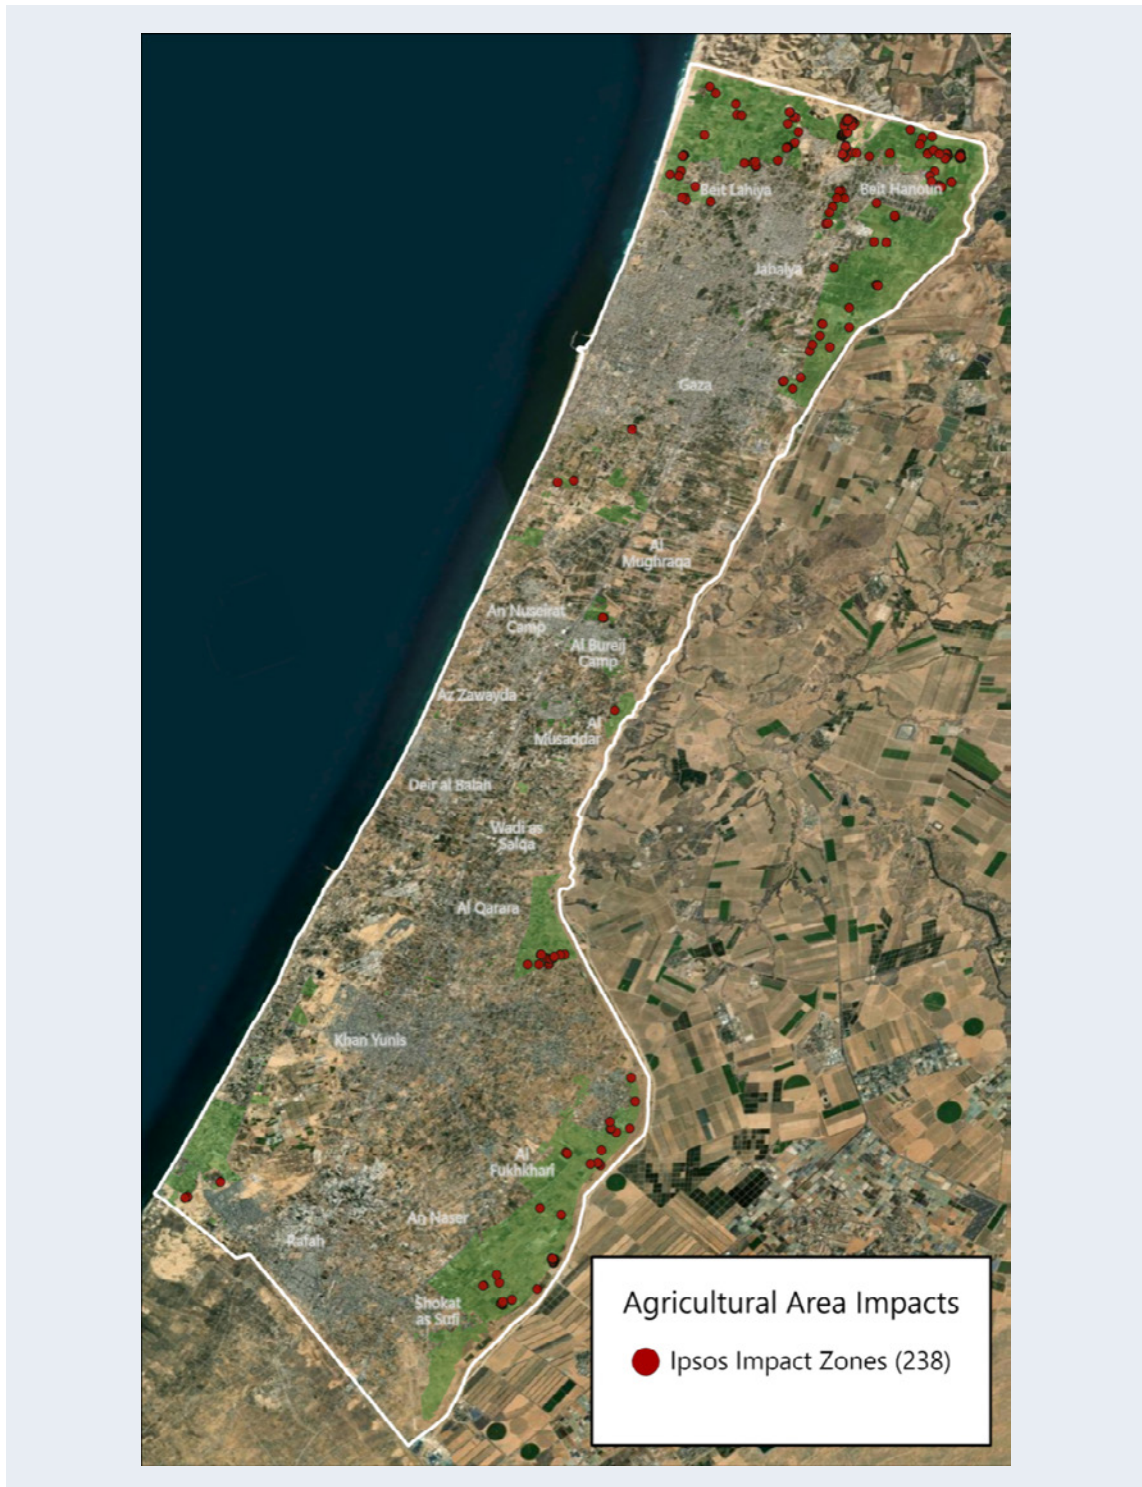 Beit Lahiya
Beit Hanoun
Jabalya
Gaza
Al
Mughraqa
An Nuseirat
Camp
Al Bureij
Camp
Az Zawayda
Al
Musaddar
Deir al Balah
Wadi as
Salqa
Al Qarara
Khan Yunis
Al
Fukhkhari
An Naser
Rafah
Shokat
as Sufi
Agricultural Area Impacts
Ipsos Impact Zones (238)